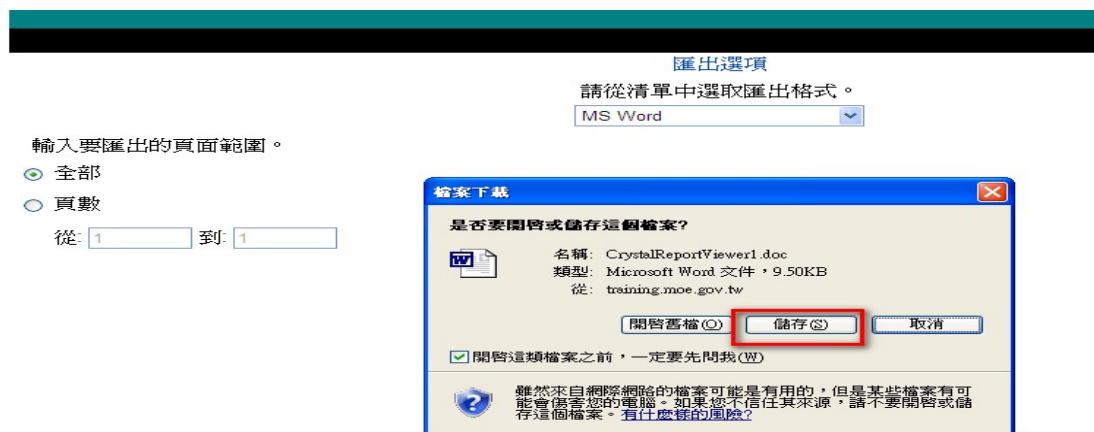 匯出選項
請從清單中選取匯出格式。
MS Word
輸入要匯出的頁面範圍。
全部
頁數
從: 1 到: 1
檔案下載
是否要開啟或儲存這個檔案?
名稱: CrystalReportViewer1.doc
類型: Microsoft Word 文件，9.50KB
從: training.moe.gov.tw
開啟舊檔(O) 儲存(S) 取消
開啟這類檔案之前，一定要先問我(W)
雖然來自網際網路的檔案可能是有用的，但是某些檔案有可
能會傷害您的電腦。如果您不信任其來源，請不要開啟或儲
存這個檔案。有什麼樣的風險?